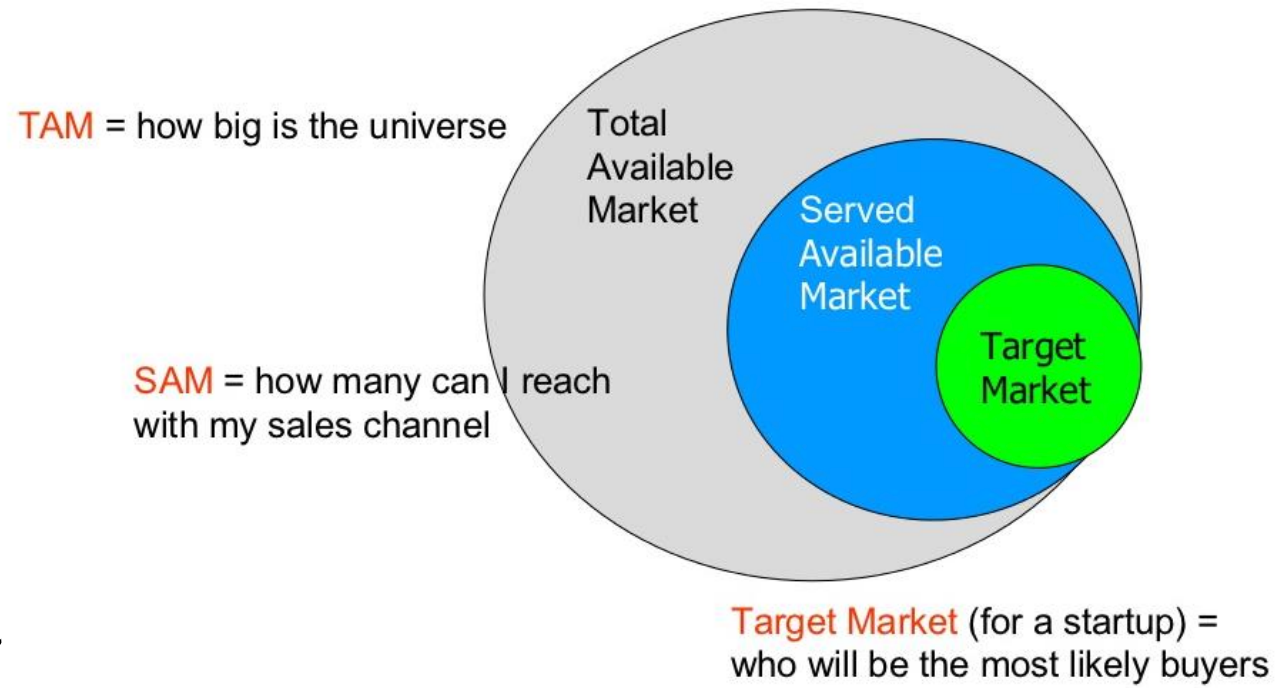 TAM = how big is the universe
Total
Available
Market
Served
Available
Market
SAM = how many can I reach
with my sales channel
Target
Market
Target Market (for a startup) =
who will be the most likely buyers